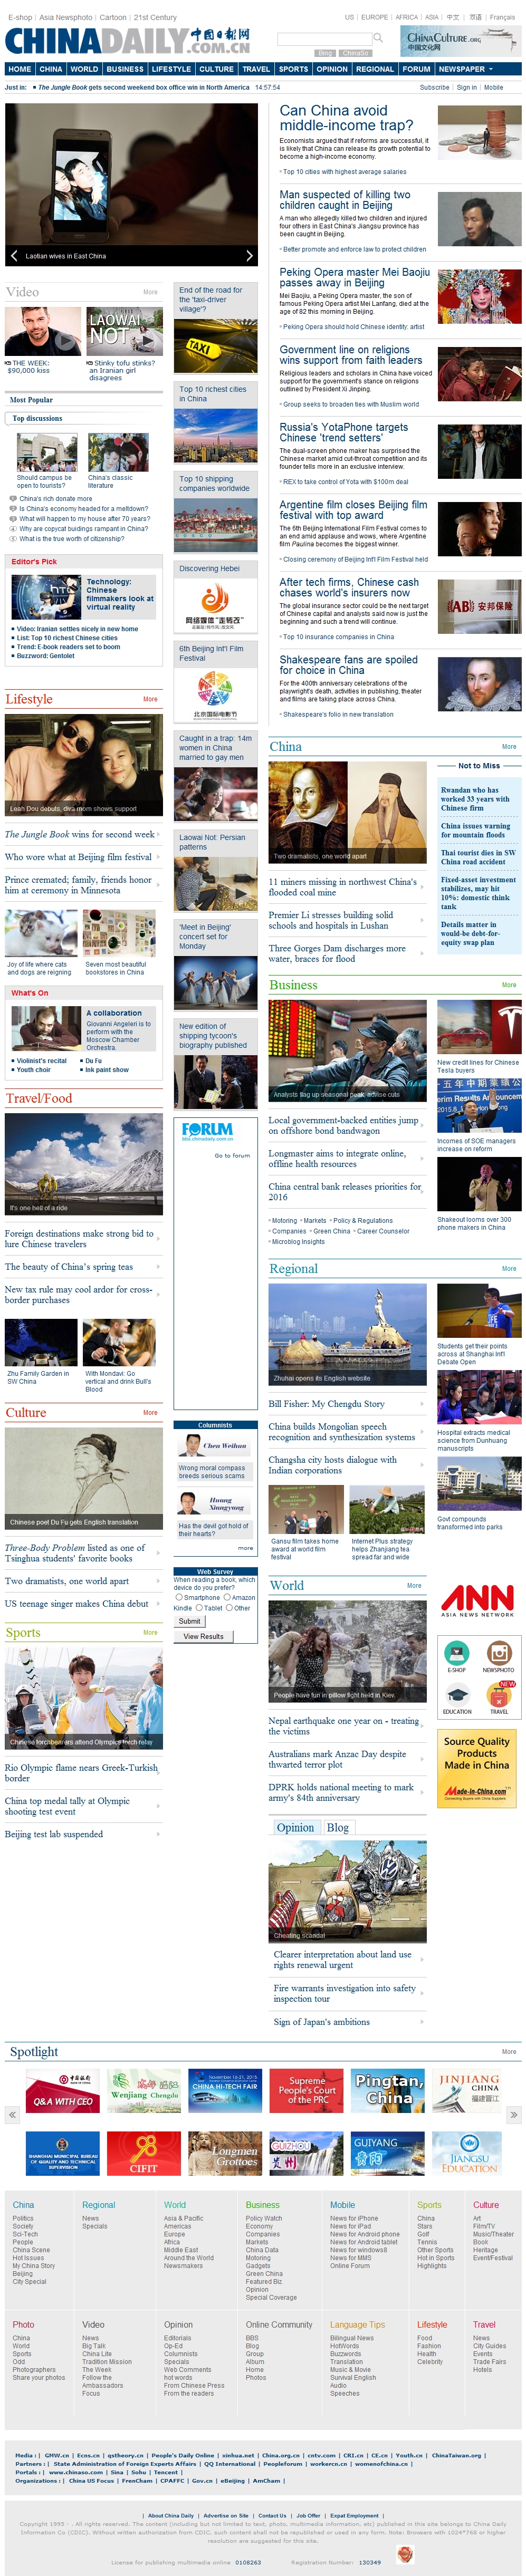 E-shop | Asia Newsphoto | Cartoon | 21st Century
US | EUROPE | AFRICA | ASIA | 中文 | 双语 | Français
CHINADAILY 中国日报网
.COM.CN
Bing ChinaSo
CHINACULTURE.ORG
中国文化网
HOME CHINA WORLD BUSINESS LIFESTYLE CULTURE TRAVEL SPORTS OPINION REGIONAL FORUM NEWSPAPER
Just in: The Jungle Book gets second weekend box office win in North America 14:57:54
Subscribe | Sign in | Mobile
Laotian wives in East China
Can China avoid
middle-income trap?
Economists argued that if reforms are successful, it
is likely that China can release its growth potential to
become a high-income economy.
Top 10 cities with highest average salaries
Man suspected of killing two
children caught in Beijing
A man who allegedly killed two children and injured
four others in East China's Jiangsu province has
been caught in Beijing.
Better promote and enforce law to protect children
Peking Opera master Mei Baojiu
passes away in Beijing
Mei Baojiu, a Peking Opera master, the son of
famous Peking Opera artist Mei Lanfang, died at the
age of 82 this morning in Beijing.
Peking Opera should hold Chinese identity: artist
Government line on religions
wins support from faith leaders
Religious leaders and scholars in China have voiced
support for the government's stance on religions
outlined by President Xi Jinping.
Group seeks to broaden ties with Muslim world
Russia's YotaPhone targets
Chinese 'trend setters'
The dual-screen phone maker has surprised the
Chinese market amid cut-throat competition and its
founder tells more in an exclusive interview.
REX to take control of Yota with $100m deal
Argentine film closes Beijing film
festival with top award
The 6th Beijing International Film Festival comes to
an end amid applause and wows, where Argentine
film Paulina becomes the biggest winner.
Closing ceremony of Beijing Int'l Film Festival held
After tech firms, Chinese cash
chases world's insurers now
The global insurance sector could be the next target
of Chinese capital and analysts said now is just the
beginning and such a trend will continue.
Top 10 insurance companies in China
安邦保险
Shakespeare fans are spoiled
for choice in China
For the 400th anniversary celebrations of the
playwright's death, activities in publishing, theater
and films are taking place across China.
Shakespeare's folio in new translation
Video More
LAOWAI
NOT
THE WEEK:
$90,000 kiss
Stinky tofu stinks?
an Iranian girl
disagrees
Most Popular
Top discussions
Should campus be
open to tourists?
China's classic
literature
China's rich donate more
Is China's economy headed for a meltdown?
What will happen to my house after 70 years?
Why are copycat buidings rampant in China?
What is the true worth of citizenship?
Editor's Pick
Technology:
Chinese
filmmakers look at
virtual reality
Video: Iranian settles nicely in new home
List: Top 10 richest Chinese cities
Trend: E-book readers set to boom
Buzzword: Gentolet
End of the road for
the 'taxi-driver
village'?
TAXI
Top 10 richest cities
in China
Top 10 shipping
companies worldwide
COSCO
Discovering Hebei
网络媒体"走转改"
6th Beijing Int'l Film
Festival
北京国际电影节
Caught in a trap: 14m
women in China
married to gay men
Laowai Not: Persian
patterns
'Meet in Beijing'
concert set for
Monday
New edition of
shipping tycoon's
biography published
Lifestyle More
Leah Dou debuts, diva mom shows support
The Jungle Book wins for second week
Who wore what at Beijing film festival
Prince cremated; family, friends honor
him at ceremony in Minnesota
Joy of life where cats
and dogs are reigning
Seven most beautiful
bookstores in China
What's On
A collaboration
Giovanni Angeleri is to
perform with the
Moscow Chamber
Orchestra.
Violinist's recital
Du Fu
Youth choir
Ink paint show
Travel/Food
It's one hell of a ride
Foreign destinations make strong bid to
lure Chinese travelers
The beauty of China's spring teas
New tax rule may cool ardor for cross-
border purchases
Zhu Family Garden in
SW China
With Mondavi: Go
vertical and drink Bull's
Blood
Culture More
Chinese poet Du Fu gets English translation
Three-Body Problem listed as one of
Tsinghua students' favorite books
Two dramatists, one world apart
US teenage singer makes China debut
Sports More
Chinese torchbearers attend Olympics torch relay
Rio Olympic flame nears Greek-Turkish
border
China top medal tally at Olympic
shooting test event
Beijing test lab suspended
FORUM
bbs.chinadaily.com.cn
Go to forum
Columnists
Chen Weihua
Wrong moral compass
breeds serious scams
Huang
Xiangyang
Has the devil got hold of
their hearts?
more
Web Survey
When reading a book, which
device do you prefer?
Smartphone Amazon
Kindle Tablet Other
Submit
View Results
China More
Two dramatists, one world apart
11 miners missing in northwest China's
flooded coal mine
Premier Li stresses building solid
schools and hospitals in Lushan
Three Gorges Dam discharges more
water, braces for flood
Not to Miss
Rwandan who has
worked 33 years with
Chinese firm
China issues warning
for mountain floods
Thai tourist dies in SW
China road accident
Fixed-asset investment
stabilizes, may hit
10%: domestic think
tank
Details matter in
would-be debt-for-
equity swap plan
Business More
Analysts flag up seasonal peak, advise cuts
Local government-backed entities jump
on offshore bond bandwagon
Longmaster aims to integrate online,
offline health resources
China central bank releases priorities for
2016
Motoring Markets Policy & Regulations
Companies Green China Career Counselor
Microblog Insights
New credit lines for Chinese
Tesla buyers
Incomes of SOE managers
increase on reform
Shakeout looms over 300
phone makers in China
Regional More
Zhuhai opens its English website
Bill Fisher: My Chengdu Story
China builds Mongolian speech
recognition and synthesization systems
Changsha city hosts dialogue with
Indian corporations
Gansu film takes home
award at world film
festival
Internet Plus strategy
helps Zhanjiang tea
spread far and wide
Students get their points
across at Shanghai Int'l
Debate Open
Hospital extracts medical
science from Dunhuang
manuscripts
Govt compounds
transformed into parks
World More
People have fun in pillow fight held in Kiev
Nepal earthquake one year on - treating
the victims
Australians mark Anzac Day despite
thwarted terror plot
DPRK holds national meeting to mark
army's 84th anniversary
ANN
ASIA NEWS NETWORK
E-SHOP NEWSPHOTO
NEW
EDUCATION TRAVEL
Source Quality
Products
Made in China
Made-in-China.com
Connecting Buyers with China Suppliers
Opinion Blog
Cheating scandal
Clearer interpretation about land use
rights renewal urgent
Fire warrants investigation into safety
inspection tour
Sign of Japan's ambitions
Spotlight More
Q&A WITH CEO
Wenjiang Chengdu
November 16-21, 2015
CHINA HI-TECH FAIR
Supreme
People's Court
of the PRC
Pingtan,
China
JINJIANG
CHINA
福建晋江
SHANGHAI MUNICIPAL BUREAU
OF QUALITY AND TECHNICAL
SUPERVISION
CIFIT
Longmen
Grottoes
GUIZHOU
GUIYANG
JIANGSU
EDUCATION
China Regional World Business Mobile Sports Culture
Politics News Asia & Pacific Policy Watch News for iPhone China Art
Society Specials Americas Economy News for iPad Stars Film/TV
Sci-Tech Europe Companies News for Android phone Golf Music/Theater
People Africa Markets News for Android tablet Tennis Book
China Scene Middle East China Data News for windows8 Other Sports Heritage
Hot Issues Around the World Motoring News for MMS Hot in Sports Event/Festival
My China Story Newsmakers Gadgets Online Forum Highlights
Beijing Green China
City Special Featured Biz
Opinion
Special Coverage
Photo Video Opinion Online Community Language Tips Lifestyle Travel
China News Editorials BBS Bilingual News Food News
World Big Talk Op-Ed Blog HotWords Fashion City Guides
Sports China Lite Columnists Group Buzzwords Health Events
Odd Tradition Mission Specials Album Translation Celebrity Trade Fairs
Photographers The Week Web Comments Home Music & Movie Hotels
Share your photos Follow the hot words Photos Survival English
Ambassadors From Chinese Press Audio
Focus From the readers Speeches
Media : | GMW.cn | Ecns.cn | qstheory.cn | People's Daily Online | xinhua.net | China.org.cn | cntv.com | CRI.cn | CE.cn | Youth.cn | ChinaTaiwan.org |
Partners : | State Administration of Foreign Experts Affairs | QQ International | Peopleforum | workercn.cn | womenofchina.cn |
Portals : | www.chinaso.com | Sina | Sohu | Tencent |
Organizations : | China US Focus | FrenCham | CPAFFC | Gov.cn | eBeijing | AmCham |
| About China Daily | Advertise on Site | Contact Us | Job Offer | Expat Employment |
Copyright 1995 - . All rights reserved. The content (including but not limited to text, photo, multimedia information, etc) published in this site belongs to China Daily
Information Co (CDIC). Without written authorization from CDIC, such content shall not be republished or used in any form. Note: Browsers with 1024*768 or higher
resolution are suggested for this site.
License for publishing multimedia online 0108263 Registration Number: 130349